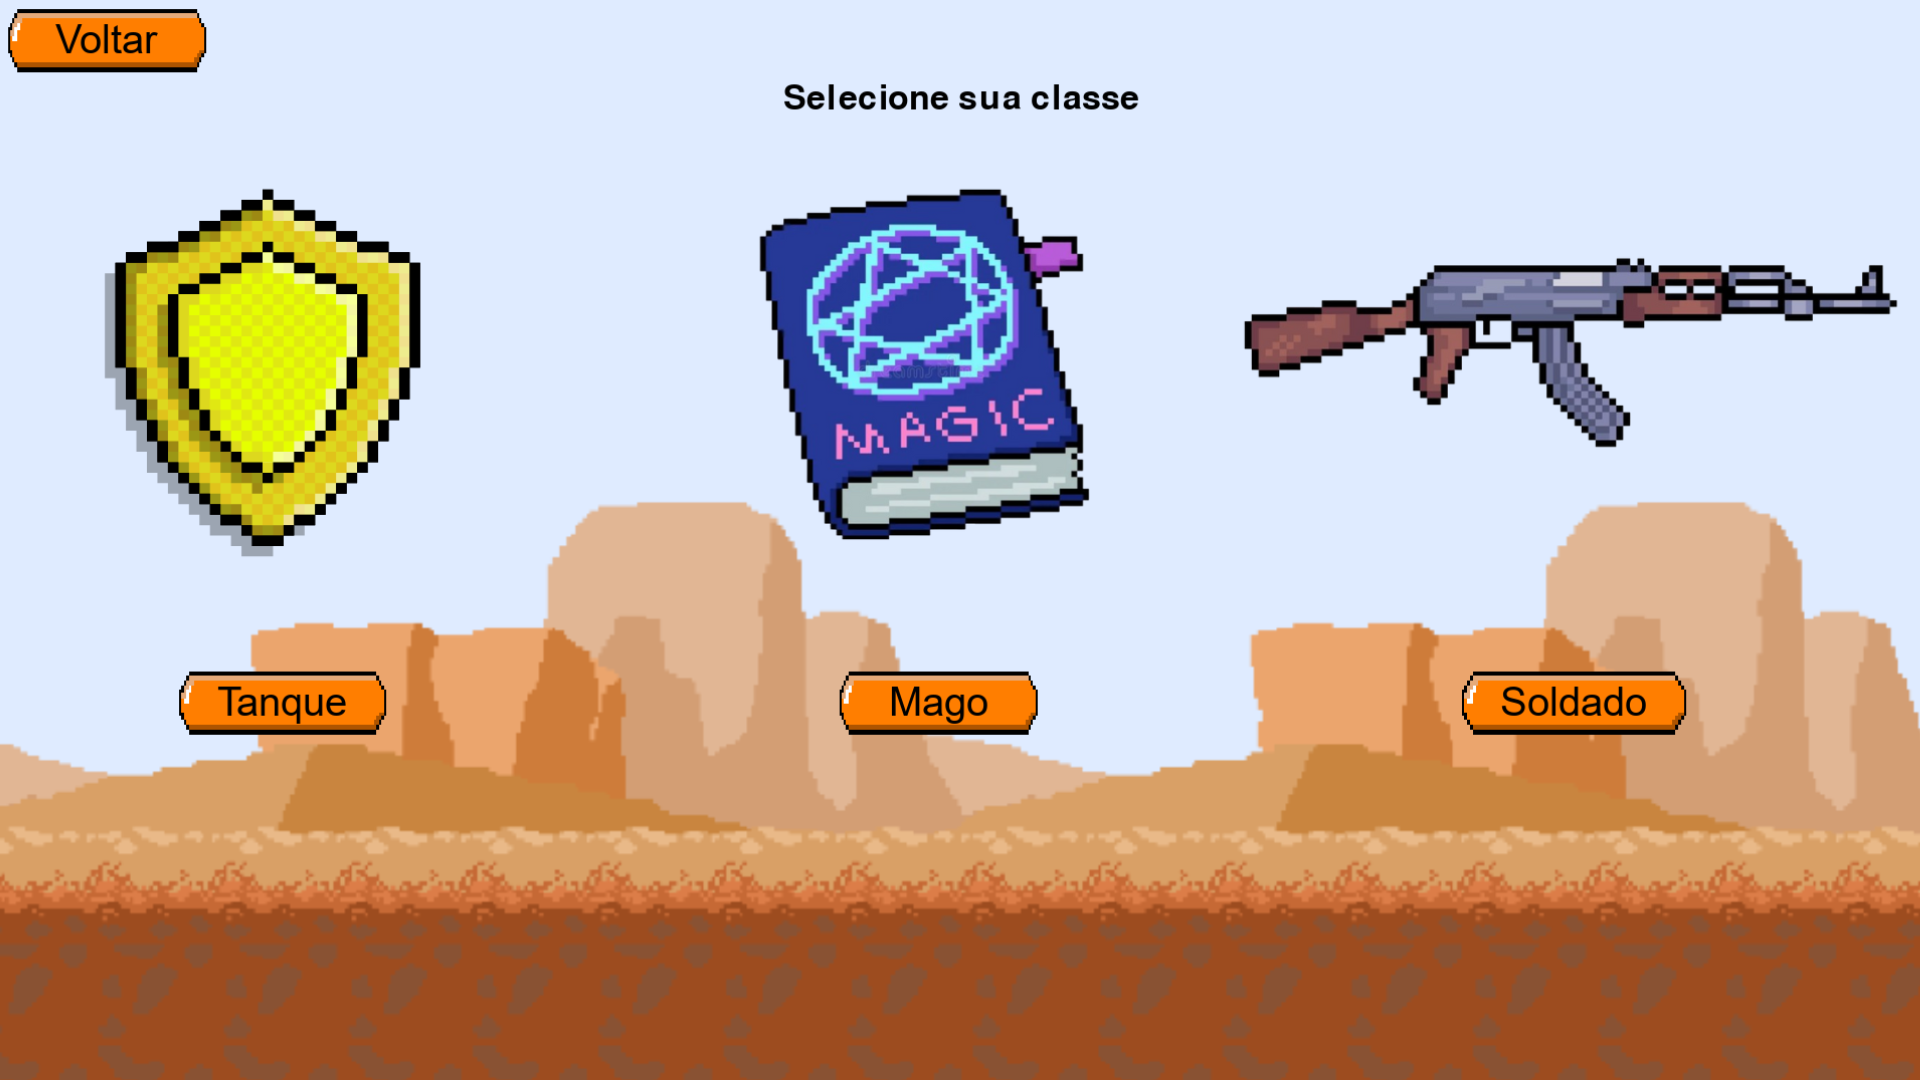 Voltar
Selecione sua classe
MAGIC
Tanque
Mago
Soldado